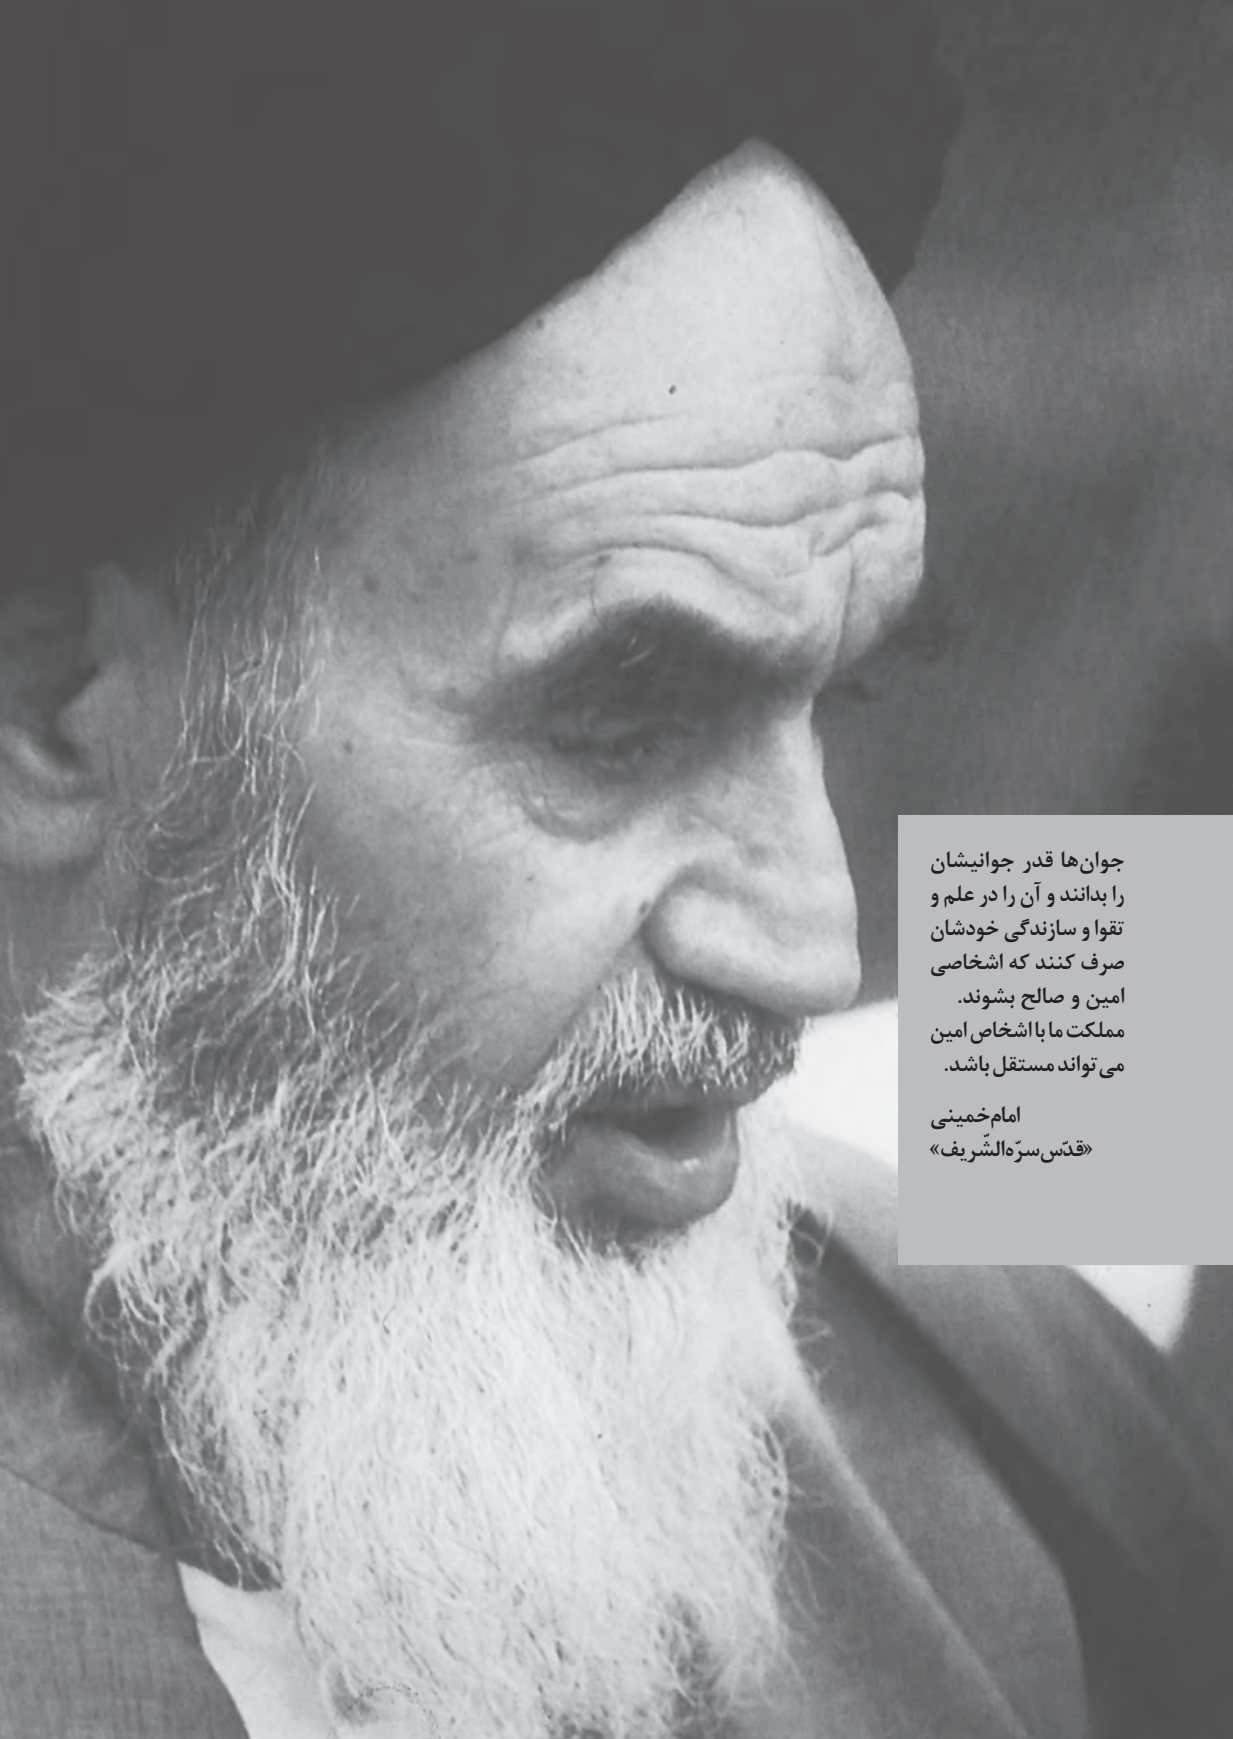 جوان‌ها قدر جوانیشان
را بدانند و آن را در علم و
تقوا و سازندگی خودشان
صرف کنند که اشخاصی
امین و صالح بشوند.
مملکت ما با اشخاص امین
می‌تواند مستقل باشد.
امام‌خمینی
«قدّس‌سرّه‌الشّریف»